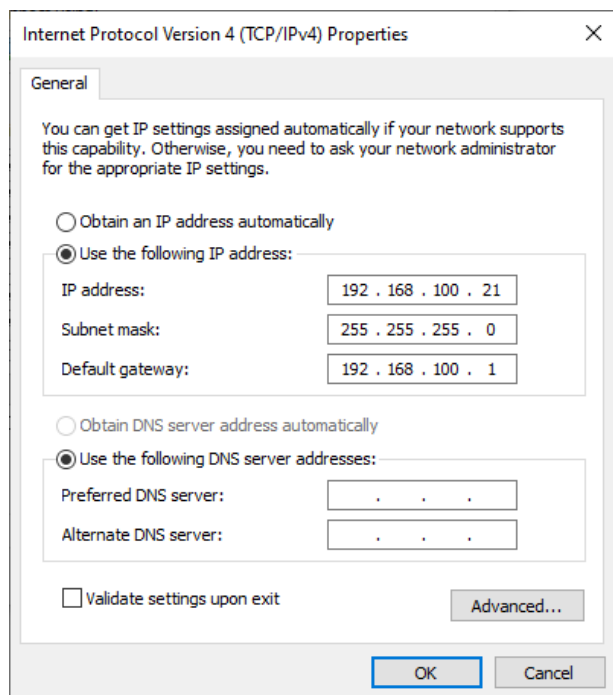 Internet Protocol Version 4 (TCP/IPv4) Properties
General
You can get IP settings assigned automatically if your network supports
this capability. Otherwise, you need to ask your network administrator
for the appropriate IP settings.
Obtain an IP address automatically
Use the following IP address:
IP address: 192 . 168 . 100 . 21
Subnet mask: 255 . 255 . 255 . 0
Default gateway: 192 . 168 . 100 . 1
Obtain DNS server address automatically
Use the following DNS server addresses:
Preferred DNS server: . . .
Alternate DNS server: . . .
Validate settings upon exit
Advanced...
OK Cancel